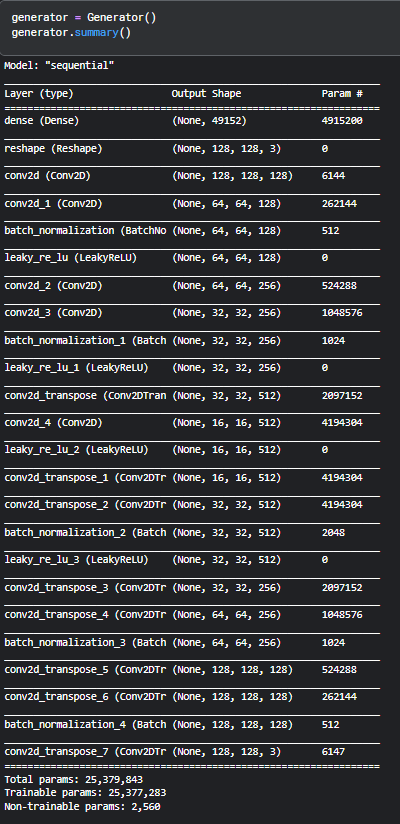 generator = Generator()
generator.summary()
Model: "sequential"
Layer (type) Output Shape Param #
=================================================================
dense (Dense) (None, 49152) 4915200
reshape (Reshape) (None, 128, 128, 3) 0
conv2d (Conv2D) (None, 128, 128, 128) 6144
conv2d_1 (Conv2D) (None, 64, 64, 128) 262144
batch_normalization (BatchNo (None, 64, 64, 128) 512
leaky_re_lu (LeakyReLU) (None, 64, 64, 128) 0
conv2d_2 (Conv2D) (None, 64, 64, 256) 524288
conv2d_3 (Conv2D) (None, 32, 32, 256) 1048576
batch_normalization_1 (Batch (None, 32, 32, 256) 1024
leaky_re_lu_1 (LeakyReLU) (None, 32, 32, 256) 0
conv2d_transpose (Conv2DTran (None, 32, 32, 512) 2097152
conv2d_4 (Conv2D) (None, 16, 16, 512) 4194304
leaky_re_lu_2 (LeakyReLU) (None, 16, 16, 512) 0
conv2d_transpose_1 (Conv2DTr (None, 16, 16, 512) 4194304
conv2d_transpose_2 (Conv2DTr (None, 32, 32, 512) 4194304
batch_normalization_2 (Batch (None, 32, 32, 512) 2048
leaky_re_lu_3 (LeakyReLU) (None, 32, 32, 512) 0
conv2d_transpose_3 (Conv2DTr (None, 32, 32, 256) 2097152
conv2d_transpose_4 (Conv2DTr (None, 64, 64, 256) 1048576
batch_normalization_3 (Batch (None, 64, 64, 256) 1024
conv2d_transpose_5 (Conv2DTr (None, 128, 128, 128) 524288
conv2d_transpose_6 (Conv2DTr (None, 128, 128, 128) 262144
batch_normalization_4 (Batch (None, 128, 128, 128) 512
conv2d_transpose_7 (Conv2DTr (None, 128, 128, 3) 6147
=================================================================
Total params: 25,379,843
Trainable params: 25,377,283
Non-trainable params: 2,560